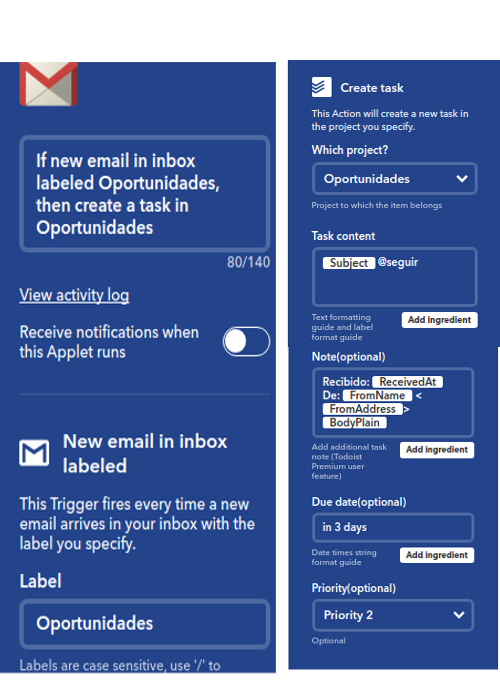 If new email in inbox
labeled Oportunidades,
then create a task in
Oportunidades
80/140
View activity log
Receive notifications when
this Applet runs
New email in inbox
labeled
This Trigger fires every time a new
email arrives in your inbox with the
label you specify.
Label
Oportunidades
Labels are case sensitive, use '/' to
Create task
This Action will create a new task in
the project you specify.
Which project?
Oportunidades
Project to which the item belongs
Task content
Subject @seguir
Text formatting
guide and label
format guide
Add ingredient
Note(optional)
Recibido: ReceivedAt
De: FromName <
FromAddress>
BodyPlain
Add additional task
note (Todoist
Premium user
feature)
Add ingredient
Due date(optional)
in 3 days
Date times string
format guide
Add ingredient
Priority(optional)
Priority 2
Optional